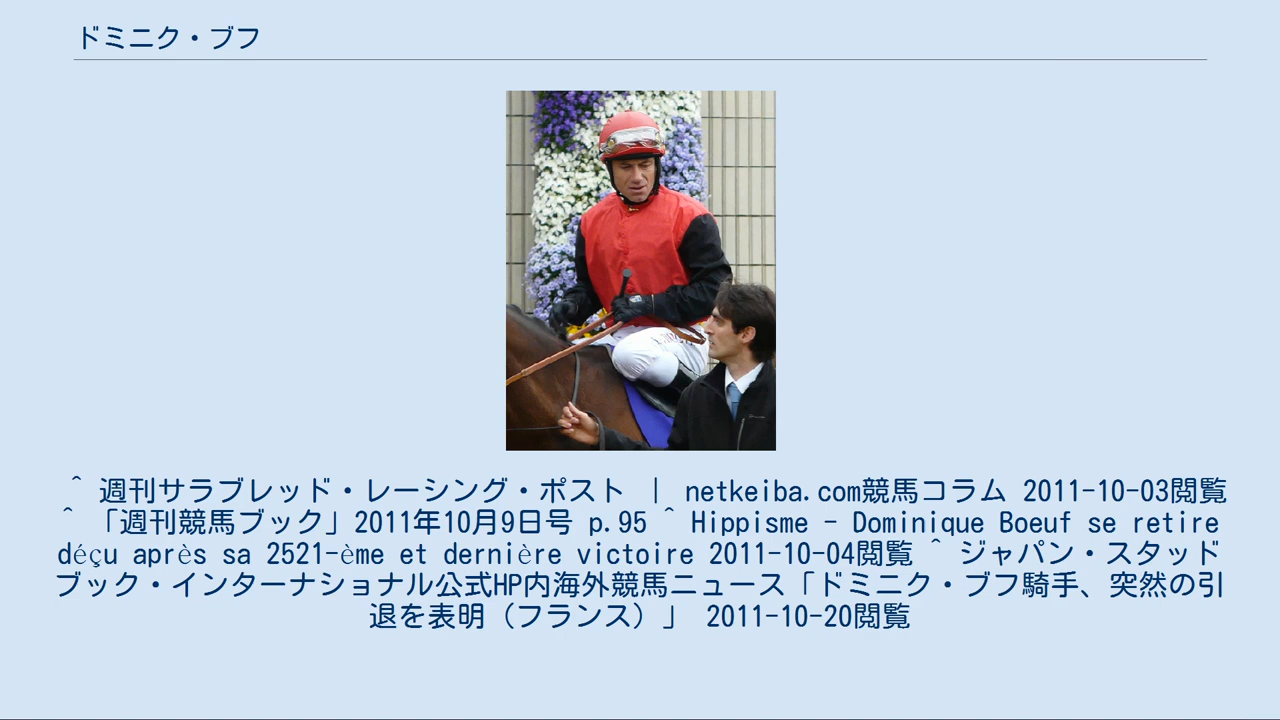 ドミニク・ブフ
^ 週刊サラブレッド・レーシング・ポスト ｜ netkeiba.com競馬コラム 2011-10-03閲覧
^ 「週刊競馬ブック」2011年10月9日号 p.95 ^ Hippisme - Dominique Boeuf se retire
déçu après sa 2521-ème et dernière victoire 2011-10-04閲覧 ^ ジャパン・スタッド
ブック・インターナショナル公式HP内海外競馬ニュース「ドミニク・ブフ騎手、突然の引
退を表明（フランス）」 2011-10-20閲覧